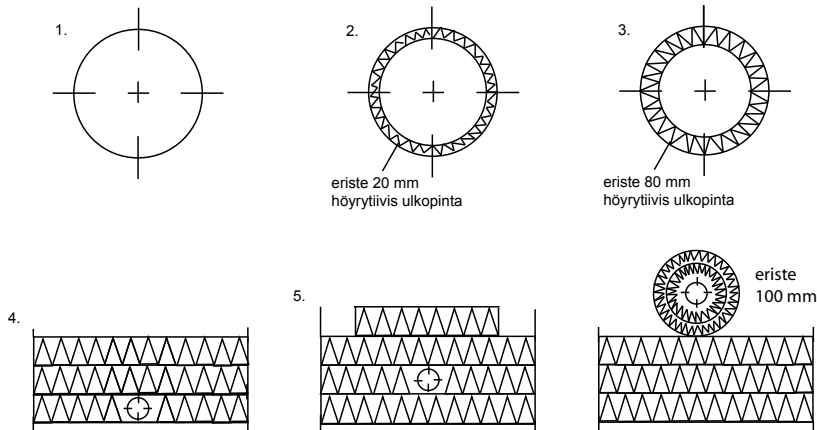 1.
2.
3.
eriste 20 mm
höyrytiivis ulkopinta
eriste 80 mm
höyrytiivis ulkopinta
4.
5.
eriste
100 mm